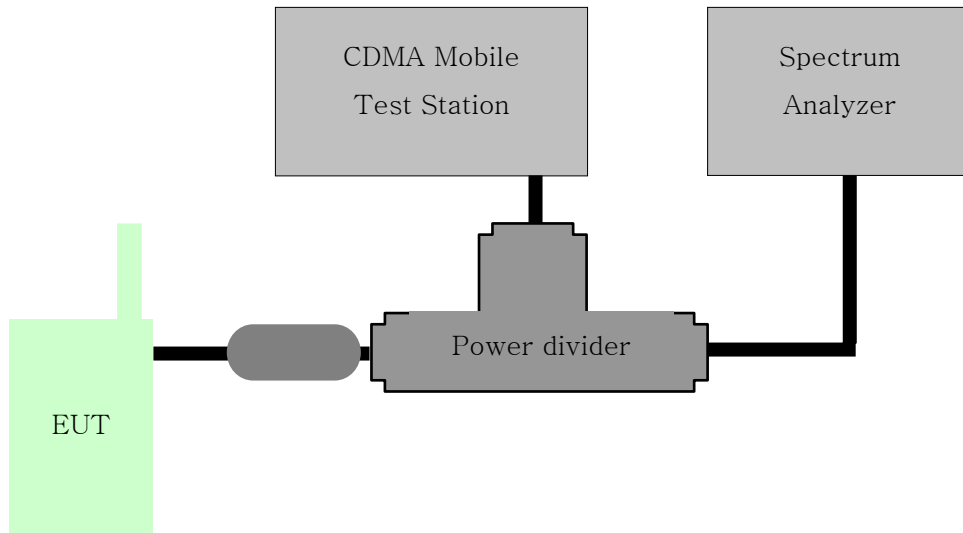 CDMA Mobile
Test Station
Spectrum
Analyzer
Power divider
EUT